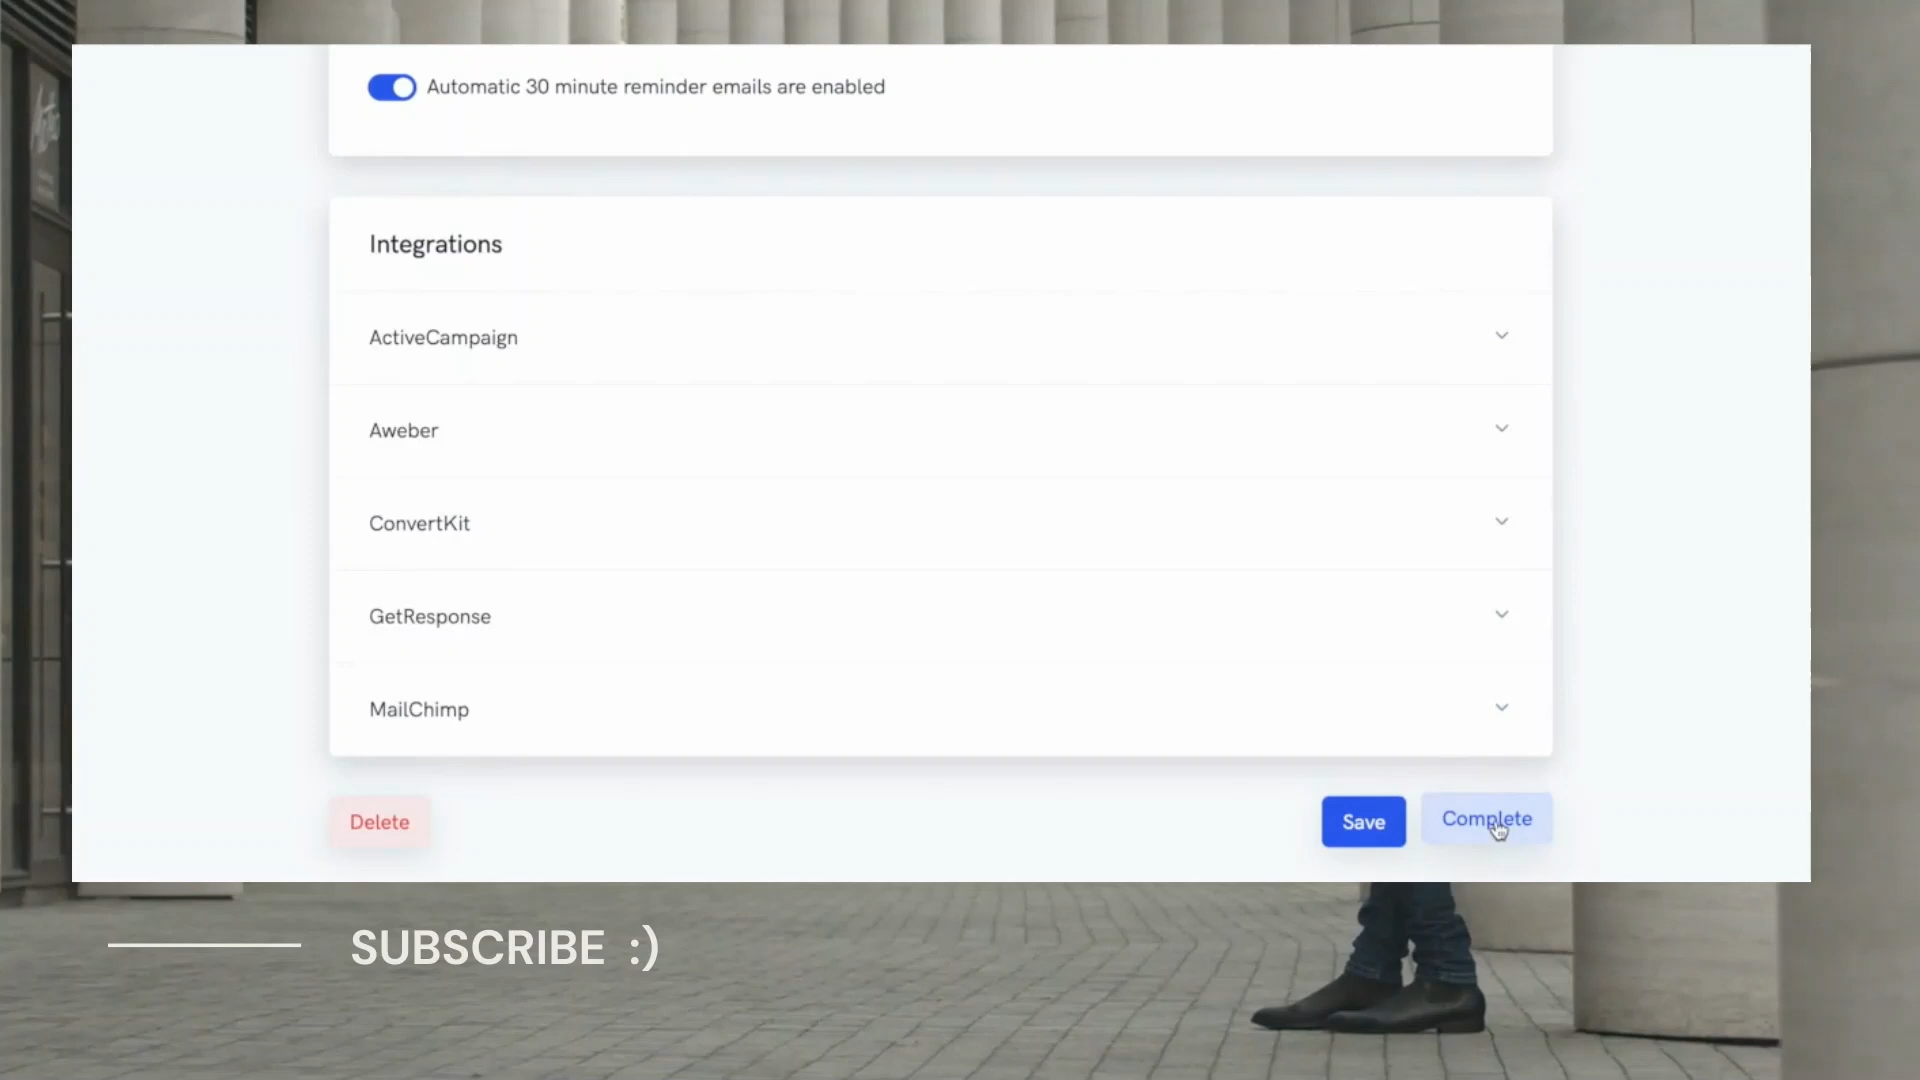 Automatic 30 minute reminder emails are enabled
Integrations
ActiveCampaign
Aweber
ConvertKit
GetResponse
MailChimp
Delete
Save
Complete
SUBSCRIBE :)